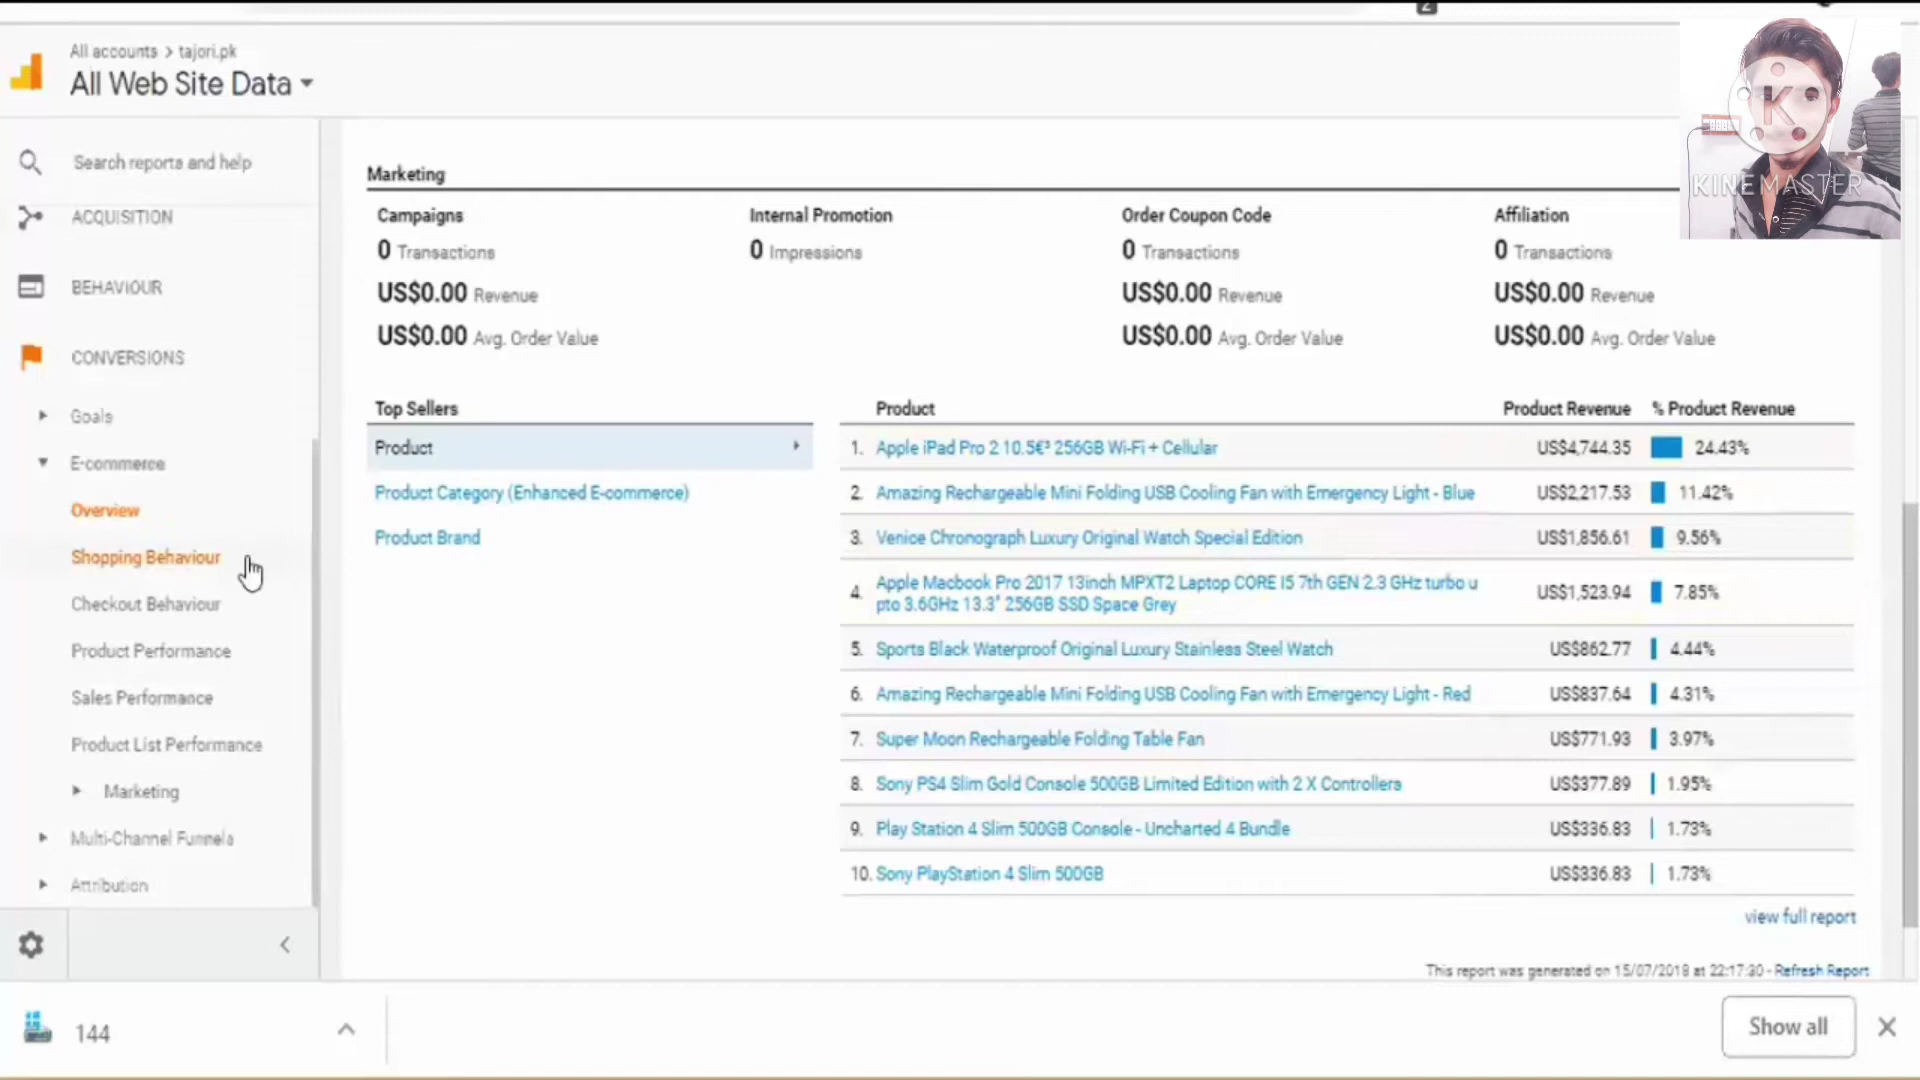 2
All accounts > tajori.pk
All Web Site Data
Search reports and help
ACQUISITION
BEHAVIOUR
CONVERSIONS
Goals
E-commerce
Overview
Shopping Behaviour
Checkout Behaviour
Product Performance
Sales Performance
Product List Performance
Marketing
Multi-Channel Funnels
Attribution
Marketing
Campaigns Internal Promotion Order Coupon Code Affiliation
0 Transactions 0 Impressions 0 Transactions 0 Transactions
US$0.00 Revenue US$0.00 Revenue US$0.00 Revenue
US$0.00 Avg. Order Value US$0.00 Avg. Order Value US$0.00 Avg. Order Value
Top Sellers
Product
Product Category (Enhanced E-commerce)
Product Brand
Product Product Revenue % Product Revenue
1. Apple iPad Pro 2 10.5€³ 256GB Wi-Fi + Cellular US$4,744.35 24.43%
2. Amazing Rechargeable Mini Folding USB Cooling Fan with Emergency Light - Blue US$2,217.53 11.42%
3. Venice Chronograph Luxury Original Watch Special Edition US$1,856.61 9.56%
4. Apple Macbook Pro 2017 13inch MPXT2 Laptop CORE I5 7th GEN 2.3 GHz turbo u
pto 3.6GHz 13.3" 256GB SSD Space Grey US$1,523.94 7.85%
5. Sports Black Waterproof Original Luxury Stainless Steel Watch US$862.77 4.44%
6. Amazing Rechargeable Mini Folding USB Cooling Fan with Emergency Light - Red US$837.64 4.31%
7. Super Moon Rechargeable Folding Table Fan US$771.93 3.97%
8. Sony PS4 Slim Gold Console 500GB Limited Edition with 2 X Controllers US$377.89 1.95%
9. Play Station 4 Slim 500GB Console - Uncharted 4 Bundle US$336.83 1.73%
10. Sony PlayStation 4 Slim 500GB US$336.83 1.73%
view full report
This report was generated on 15/07/2018 at 22:17:30 - Refresh Report
144
Show all
K
KINEMASTER